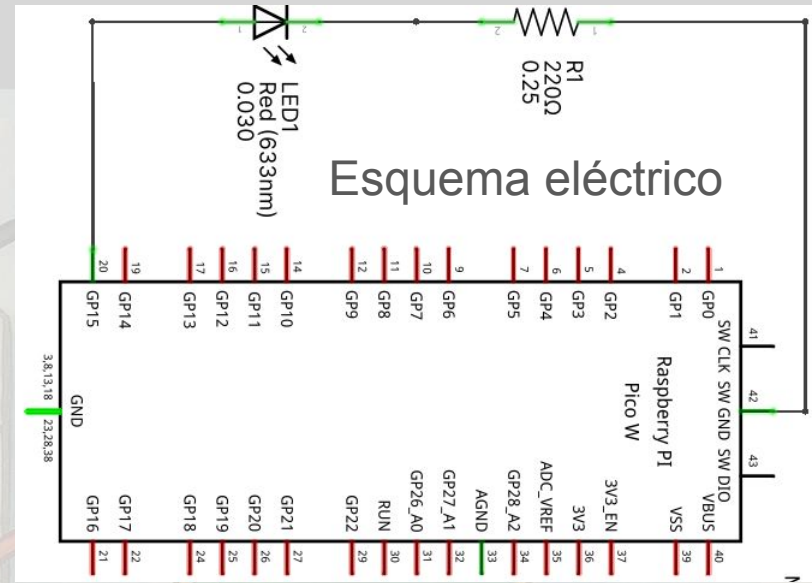 1
2
2
1
LED1
Red (633nm)
0.030
R1
220Ω
0.25
Esquema eléctrico
20
19
17
16
15
14
12
11
10
9
7
6
5
4
2
1
GP15
GP14
GP13
GP12
GP11
GP10
GP9
GP8
GP7
GP6
GP5
GP4
GP3
GP2
GP1
GP0
41
SW CLK
42
SW GND
43
SW DIO
Raspberry PI
Pico W
3,8,13,18
23,28,38
GND
GP16
GP17
GP18
GP19
GP20
GP21
GP22
RUN
GP26_A0
GP27_A1
AGND
GP28_A2
ADC_VREF
3V3
3V3_EN
VSS
VBUS
21
22
24
25
26
27
29
30
31
32
33
34
35
36
37
39
40